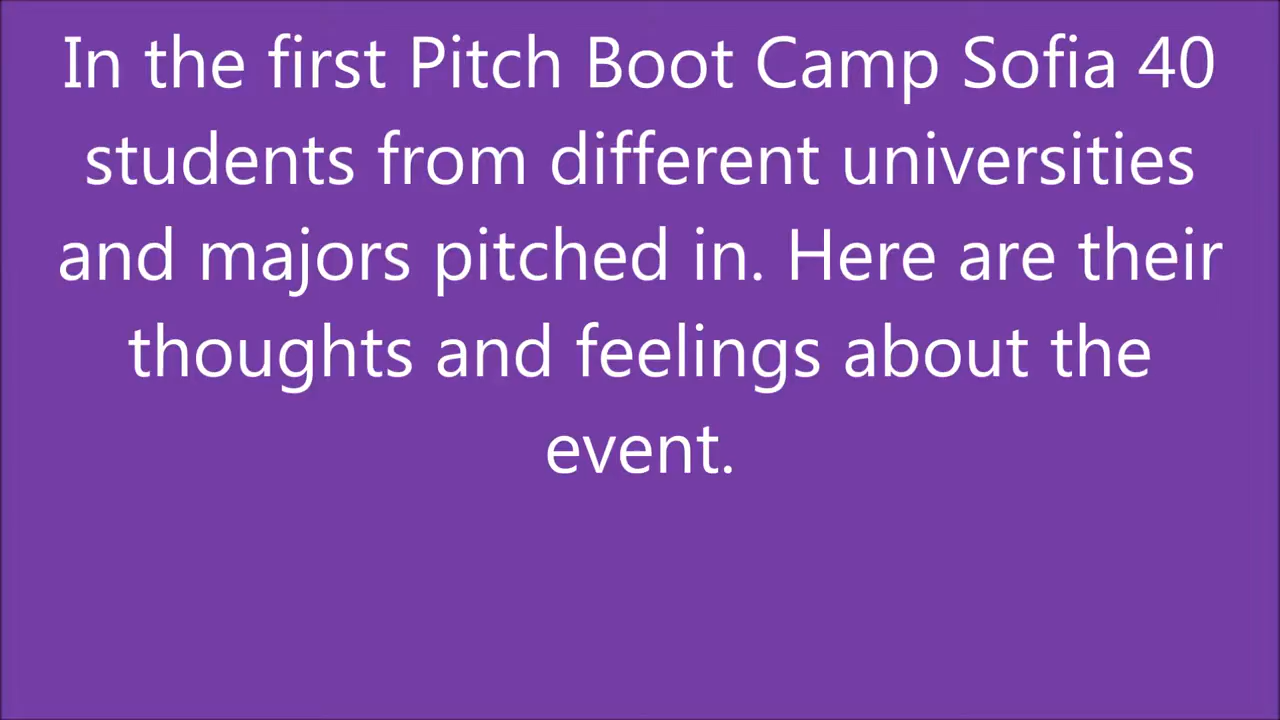 In the first Pitch Boot Camp Sofia 40
students from different universities
and majors pitched in. Here are their
thoughts and feelings about the
event.